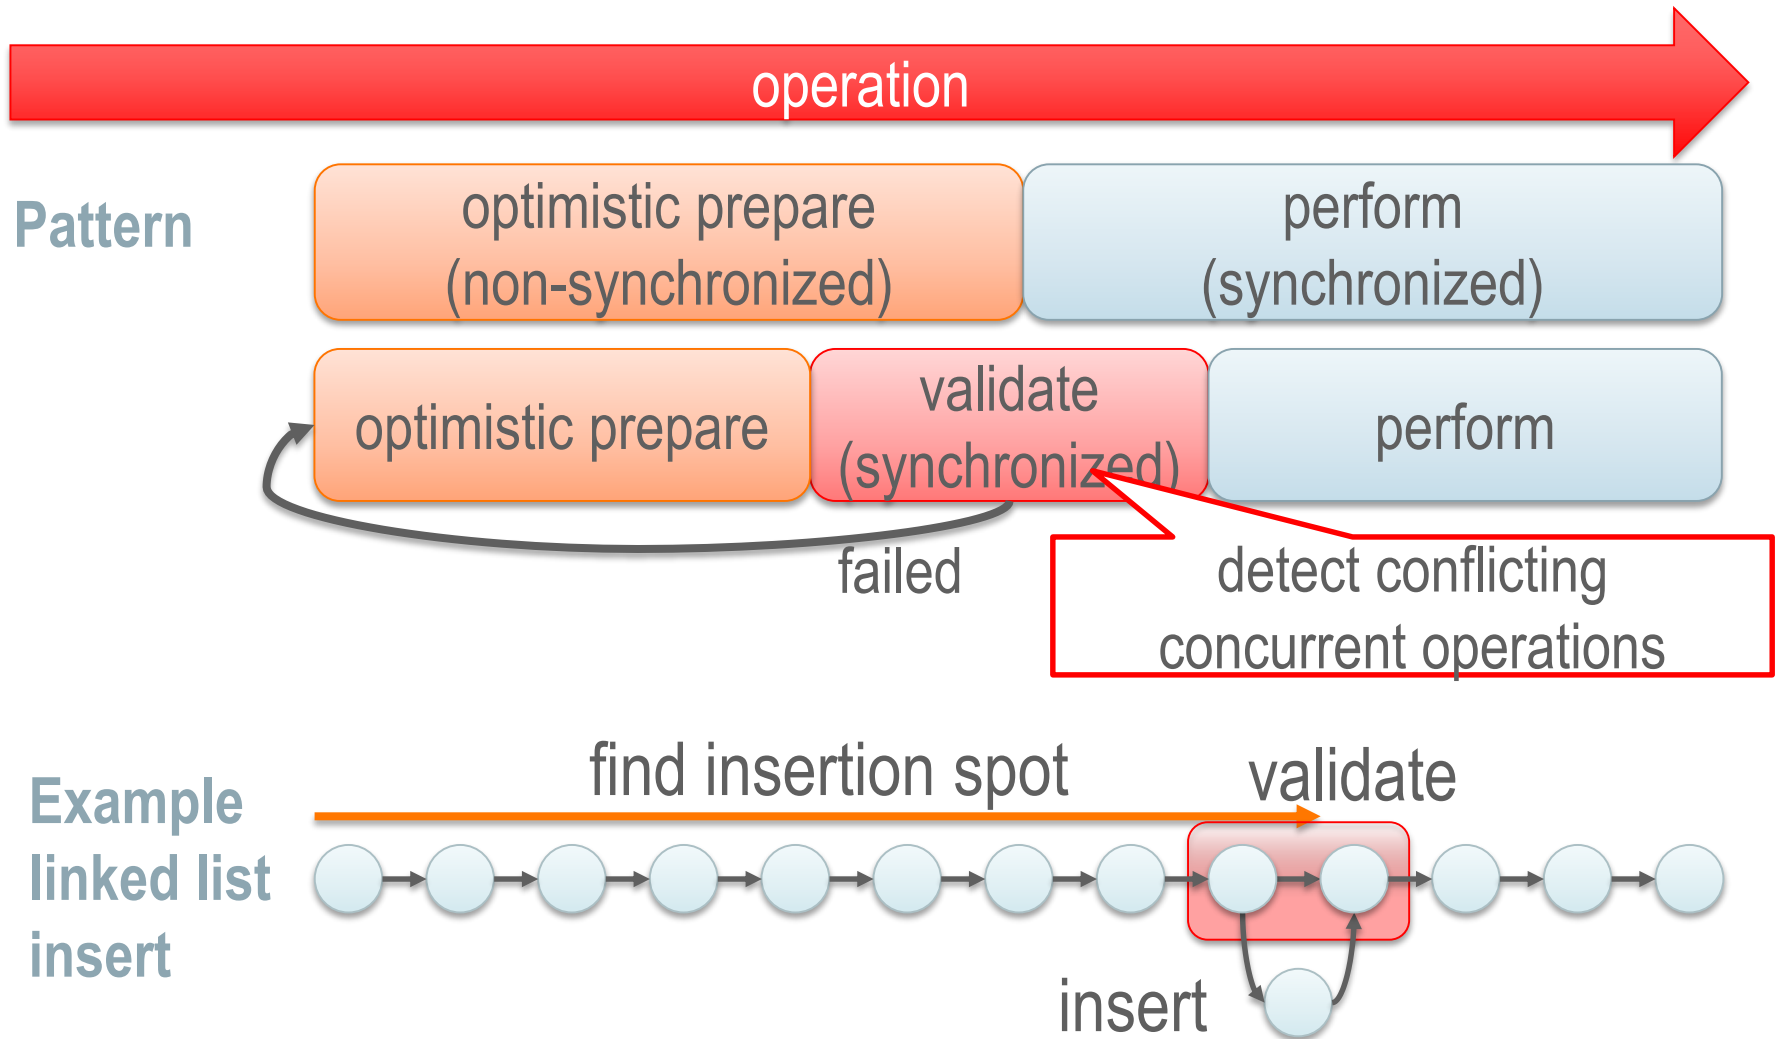 operation
Pattern
optimistic prepare
(non-synchronized)
perform
(synchronized)
optimistic prepare
validate
(synchronized)
perform
failed
detect conflicting
concurrent operations
find insertion spot
validate
Example
linked list
insert
insert